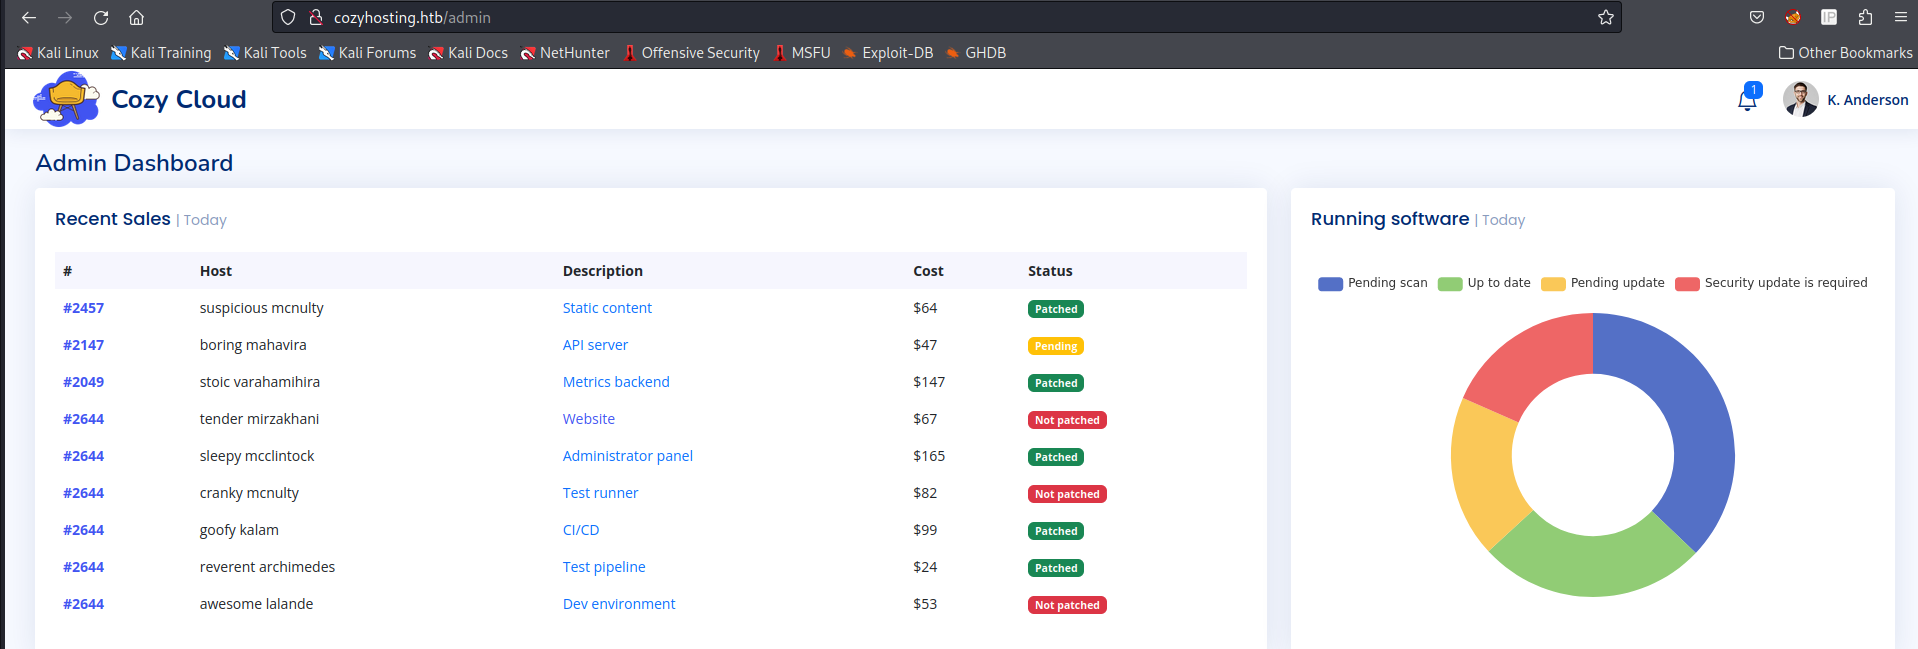 cozyhosting.htb/admin
Kali Linux Kali Training Kali Tools Kali Forums Kali Docs NetHunter Offensive Security MSFU Exploit-DB GHDB Other Bookmarks
Cozy Cloud
1 K. Anderson
Admin Dashboard
Recent Sales | Today
# Host Description Cost Status
#2457 suspicious mcnulty Static content $64 Patched
#2147 boring mahavira API server $47 Pending
#2049 stoic varahamihira Metrics backend $147 Patched
#2644 tender mirzakhani Website $67 Not patched
#2644 sleepy mcclintock Administrator panel $165 Patched
#2644 cranky mcnulty Test runner $82 Not patched
#2644 goofy kalam CI/CD $99 Patched
#2644 reverent archimedes Test pipeline $24 Patched
#2644 awesome lalande Dev environment $53 Not patched
Running software | Today
Pending scan Up to date Pending update Security update is required